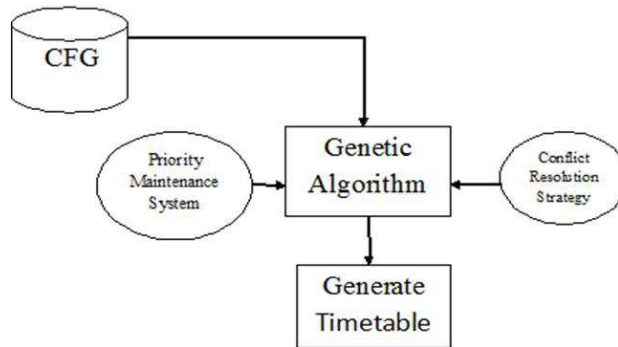 CFG
Genetic
Algorithm
Priority
Maintenance
System
Conflict
Resolution
Strategy
Generate
Timetable